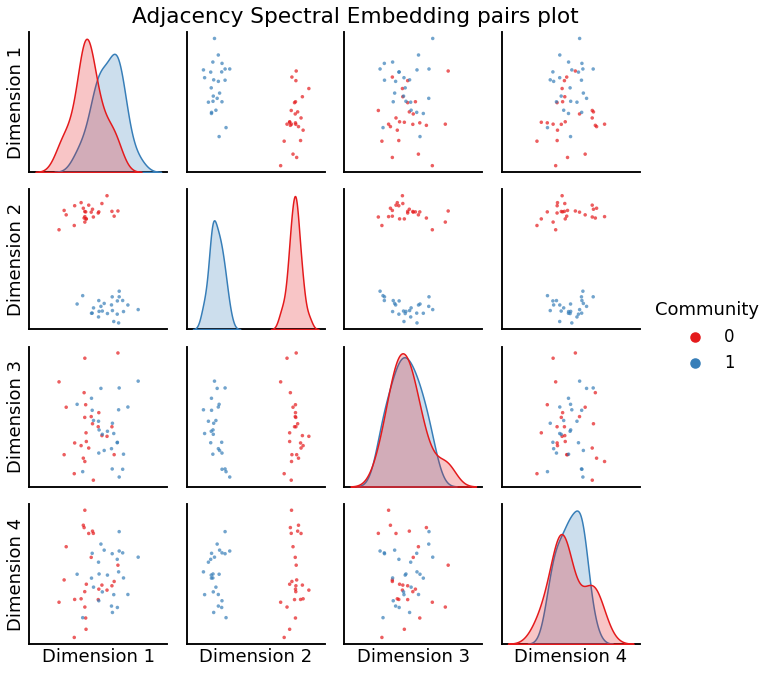 Adjacency Spectral Embedding pairs plot
Dimension 1
Dimension 2
Dimension 3
Dimension 4
Community
0
1
Dimension 1
Dimension 2
Dimension 3
Dimension 4